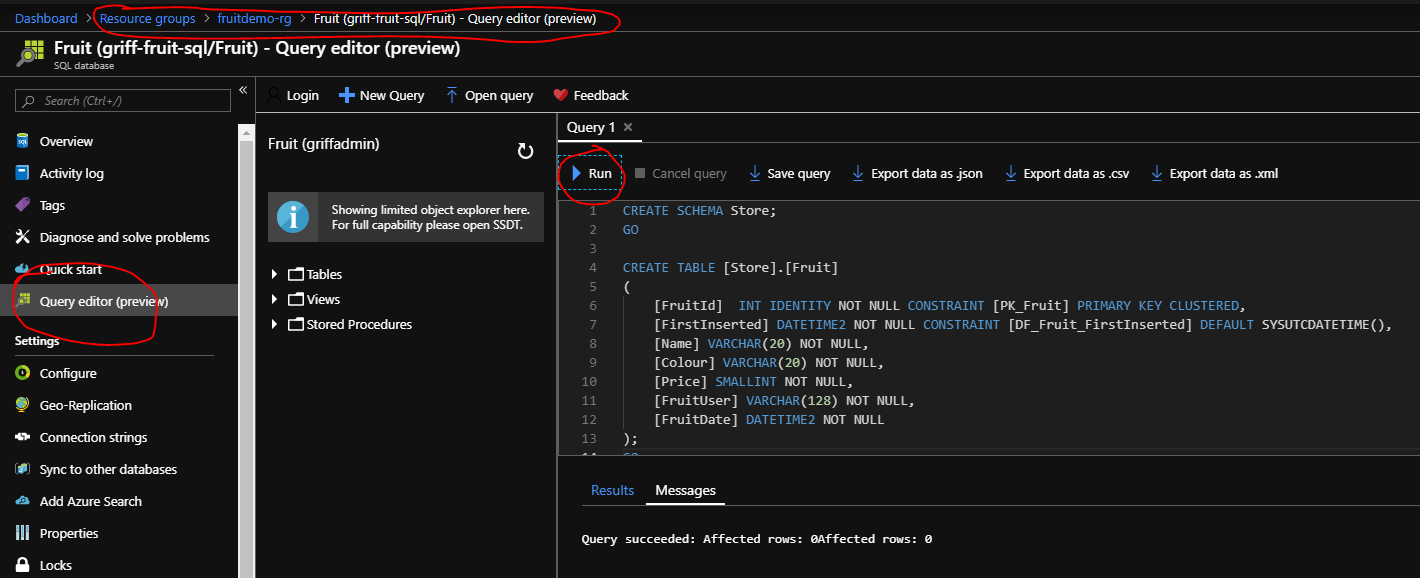 Dashboard > Resource groups > fruitdemo-rg > Fruit (griff-fruit-sql/Fruit) - Query editor (preview)
Fruit (griff-fruit-sql/Fruit) - Query editor (preview)
SQL database
Search (Ctrl+/)
«
Overview
Activity log
Tags
Diagnose and solve problems
Quick start
Query editor (preview)
Settings
Configure
Geo-Replication
Connection strings
Sync to other databases
Add Azure Search
Properties
Locks
Login
New Query
Open query
Feedback
Fruit (griffadmin)
Showing limited object explorer here.
For full capability please open SSDT.
Tables
Views
Stored Procedures
Query 1 ×
Run
Cancel query
Save query
Export data as .json
Export data as .csv
Export data as .xml
1 CREATE SCHEMA Store;
2 GO
3
4 CREATE TABLE [Store].[Fruit]
5 (
6 [FruitId]  INT IDENTITY NOT NULL CONSTRAINT [PK_Fruit] PRIMARY KEY CLUSTERED,
7 [FirstInserted] DATETIME2 NOT NULL CONSTRAINT [DF_Fruit_FirstInserted] DEFAULT SYSUTCDATETIME(),
8 [Name] VARCHAR(20) NOT NULL,
9 [Colour] VARCHAR(20) NOT NULL,
10 [Price] SMALLINT NOT NULL,
11 [FruitUser] VARCHAR(128) NOT NULL,
12 [FruitDate] DATETIME2 NOT NULL
13 );
14 GO
Results
Messages
Query succeeded: Affected rows: 0Affected rows: 0